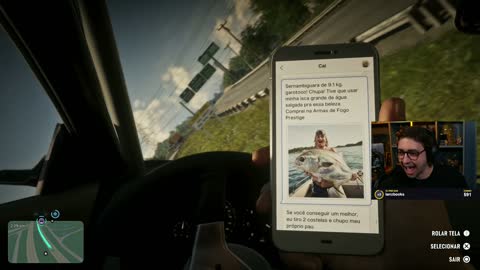 Cal
Sernambiguara de 9.1 kg,
garotooo! Chupa! Tive que usar
minha isca grande de água
salgada pra essa beleza
Comprei na Armas de Fogo
Prestige
Se você conseguir um melhor,
eu tiro 2 costelas e chupo meu
próprio pau
ROLAR TELA
SELECIONAR
SAIR
591